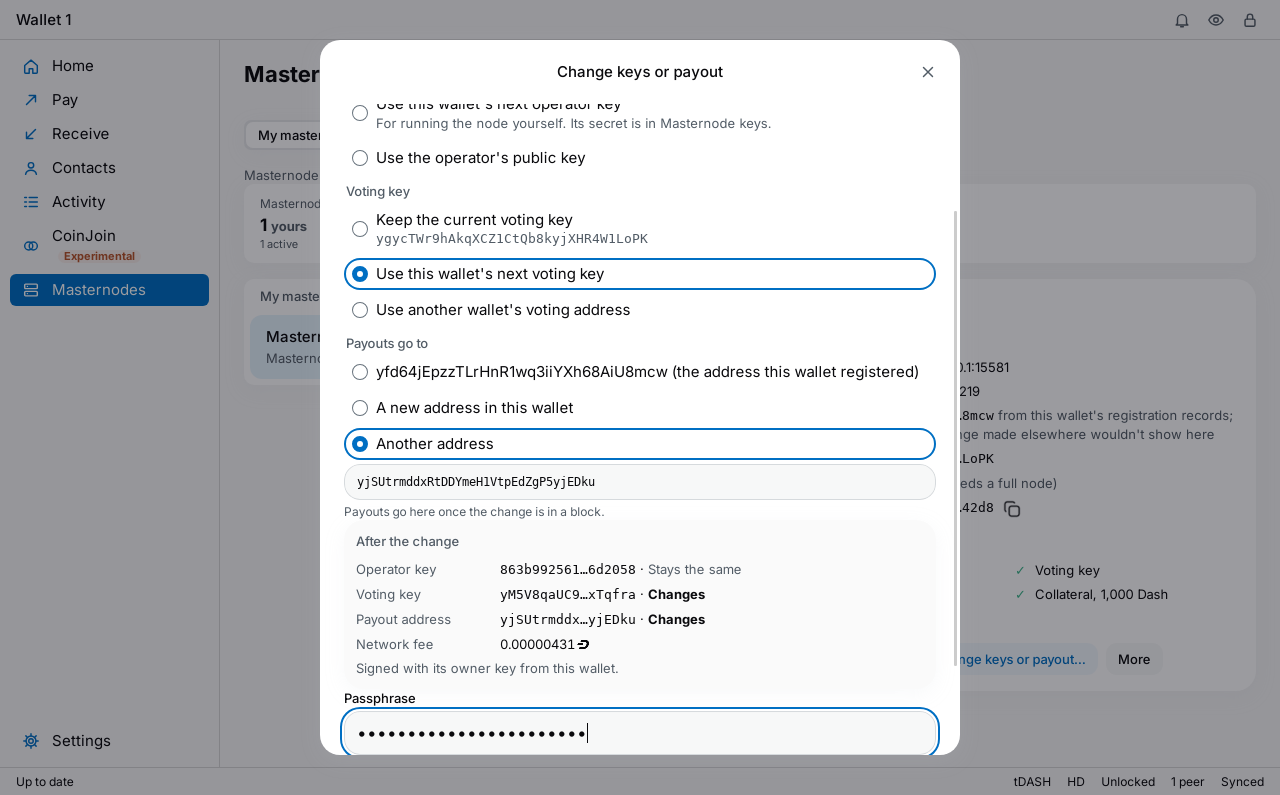 Wallet 1
Home
Pay
Receive
Contacts
Activity
CoinJoin
Experimental
Masternodes
Settings
Change keys or payout
Use this wallet's next operator key
For running the node yourself. Its secret is in Masternode keys.
Use the operator's public key
Voting key
Keep the current voting key
ygycTWr9hAkqXCZ1CtQb8kyjXHR4W1LoPK
Use this wallet's next voting key
Use another wallet's voting address
Payouts go to
yfd64jEpzzTLrHnR1wq3iiYXh68AiU8mcw (the address this wallet registered)
A new address in this wallet
Another address
yjSUtrmddxRtDDYmeH1VtpEdZgP5yjEDku
Payouts go here once the change is in a block.
After the change
Operator key 863b992561…6d2058 · Stays the same
Voting key yM5V8qaUC9…xTqfra · Changes
Payout address yjSUtrmddx…yjEDku · Changes
Network fee 0.00000431
Signed with its owner key from this wallet.
Passphrase
Master
My master
Masternode
Masternod
1 yours
1 active
My maste
Mastern
Masterno
0.1:15581
219
.8mcw from this wallet's registration records;
nge made elsewhere wouldn't show here
.LoPK
eds a full node)
.42d8
✓ Voting key
✓ Collateral, 1,000 Dash
nge keys or payout…
More
Up to date
tDASH HD Unlocked 1 peer Synced